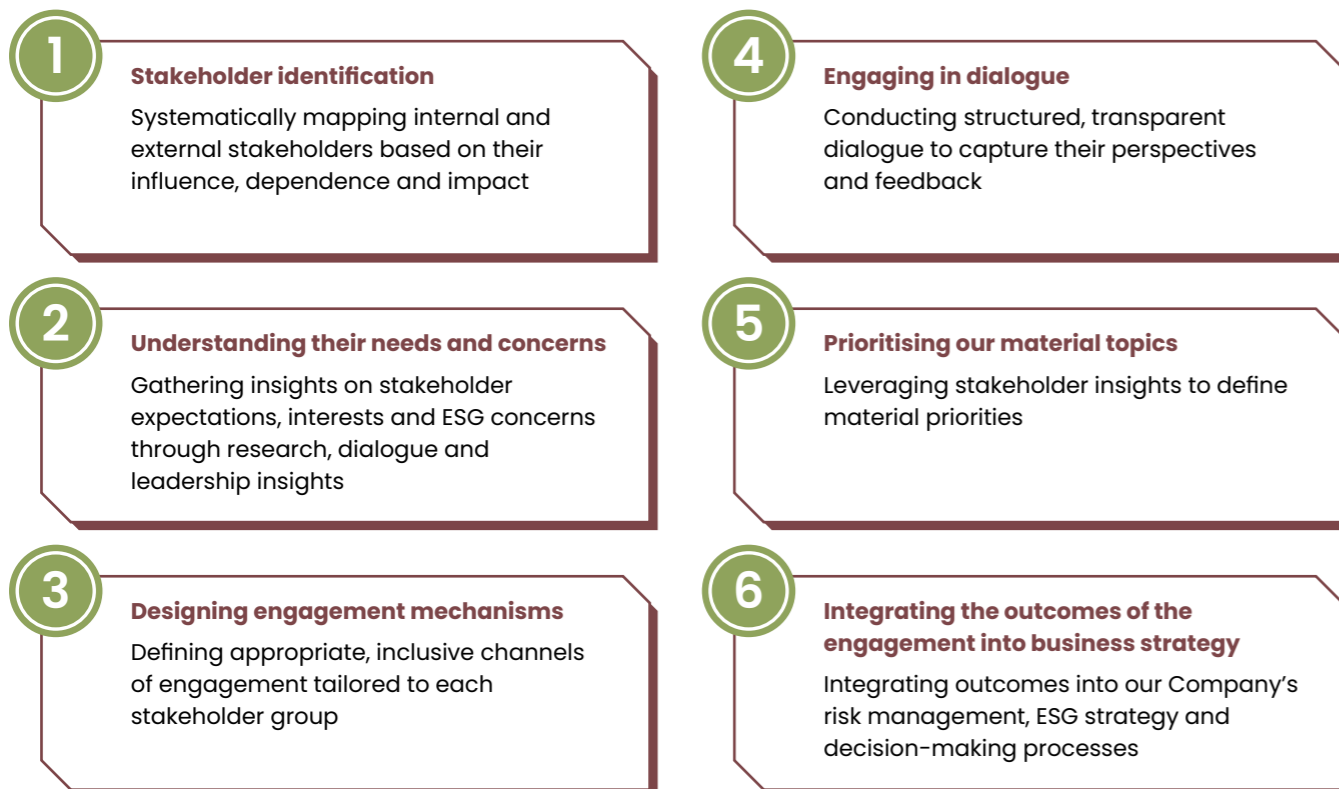 1
Stakeholder identification
Systematically mapping internal and
external stakeholders based on their
influence, dependence and impact
2
Understanding their needs and concerns
Gathering insights on stakeholder
expectations, interests and ESG concerns
through research, dialogue and
leadership insights
3
Designing engagement mechanisms
Defining appropriate, inclusive channels
of engagement tailored to each
stakeholder group
4
Engaging in dialogue
Conducting structured, transparent
dialogue to capture their perspectives
and feedback
5
Prioritising our material topics
Leveraging stakeholder insights to define
material priorities
6
Integrating the outcomes of the
engagement into business strategy
Integrating outcomes into our Company’s
risk management, ESG strategy and
decision-making processes